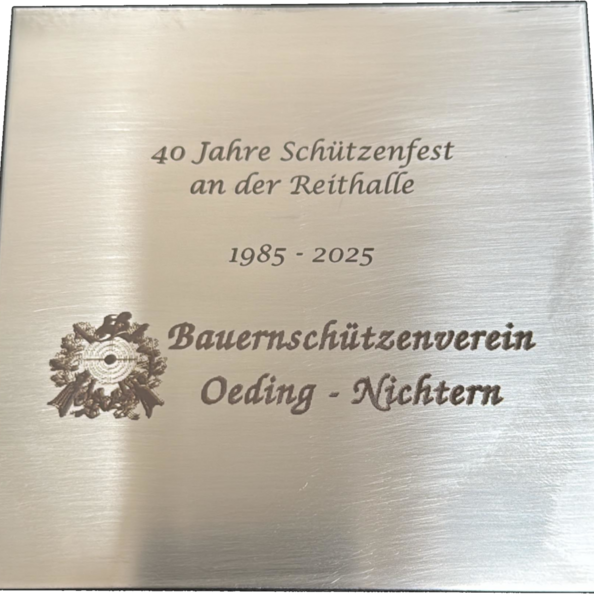 40 Jahre Schützenfest
an der Reithalle
1985 - 2025
Bauernschützenverein
Oeding - Nichtern